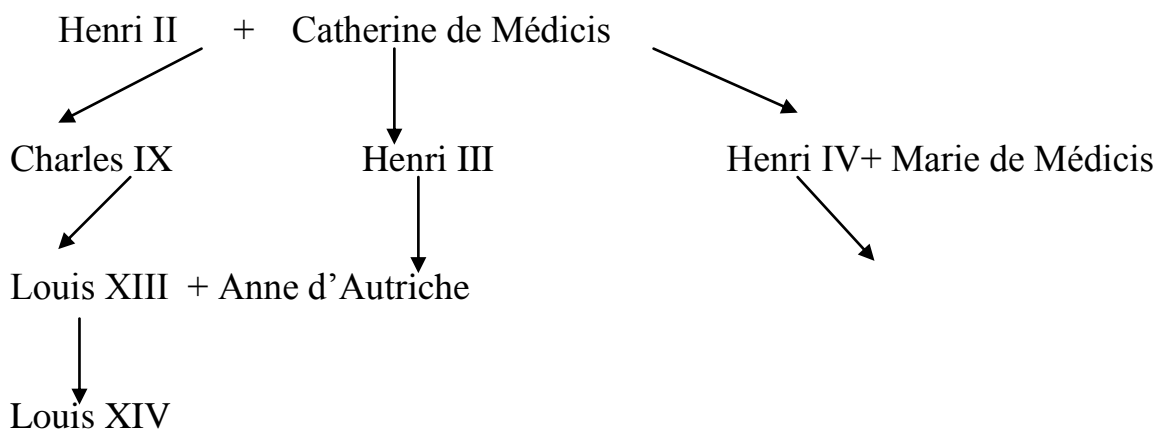 Henri II + Catherine de Médicis
Charles IX Henri III Henri IV+ Marie de Médicis
Louis XIII + Anne d’Autriche
Louis XIV